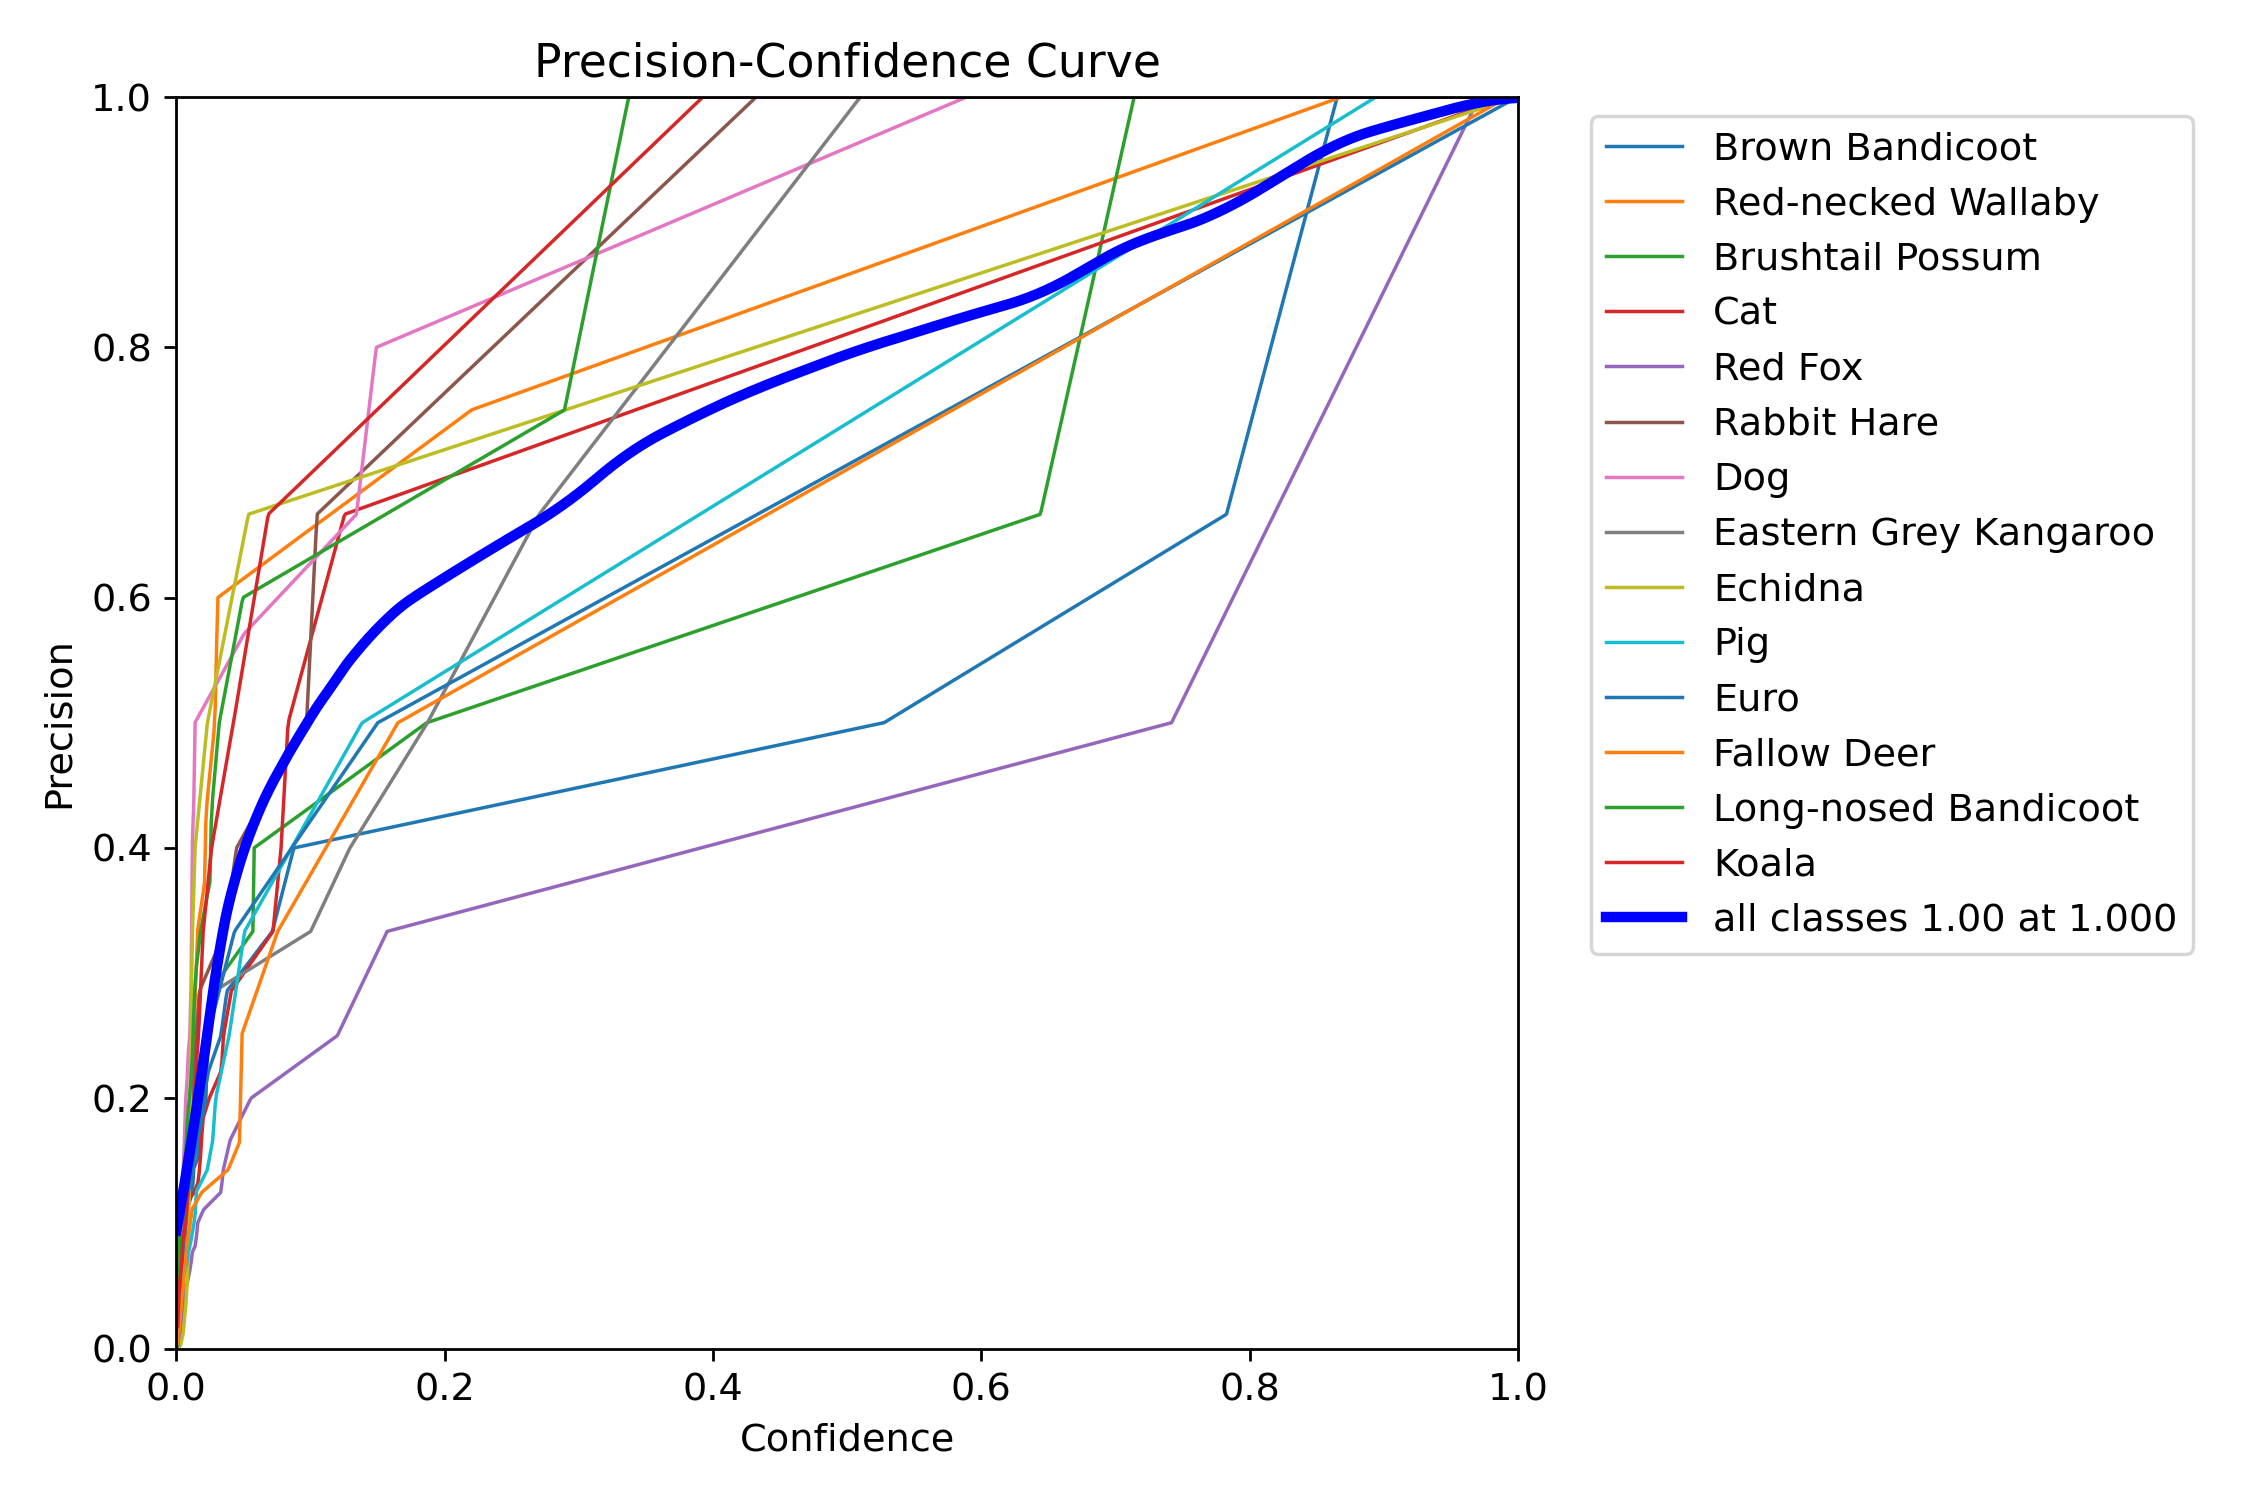 Precision-Confidence Curve
1.0
0.8
0.6
0.4
0.2
0.0
Precision
0.0 0.2 0.4 0.6 0.8 1.0
Confidence
Brown Bandicoot
Red-necked Wallaby
Brushtail Possum
Cat
Red Fox
Rabbit Hare
Dog
Eastern Grey Kangaroo
Echidna
Pig
Euro
Fallow Deer
Long-nosed Bandicoot
Koala
all classes 1.00 at 1.000